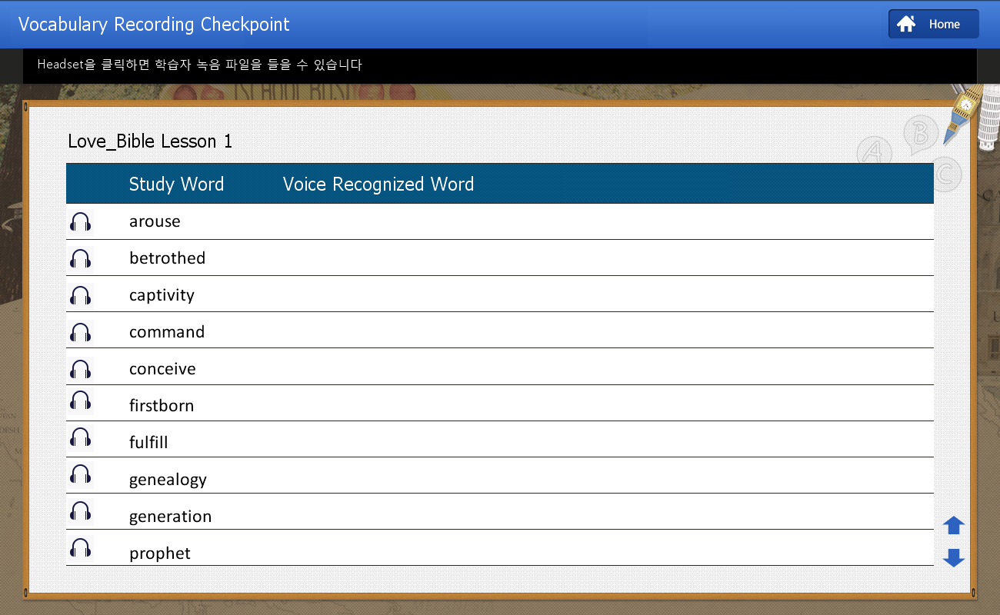 Vocabulary Recording Checkpoint
Home
Headset을 클릭하면 학습자 녹음 파일을 들을 수 있습니다
SCHOOL BUS
Love_Bible Lesson 1
A B C
Study Word Voice Recognized Word
arouse
betrothed
captivity
command
conceive
firstborn
fulfill
genealogy
generation
prophet